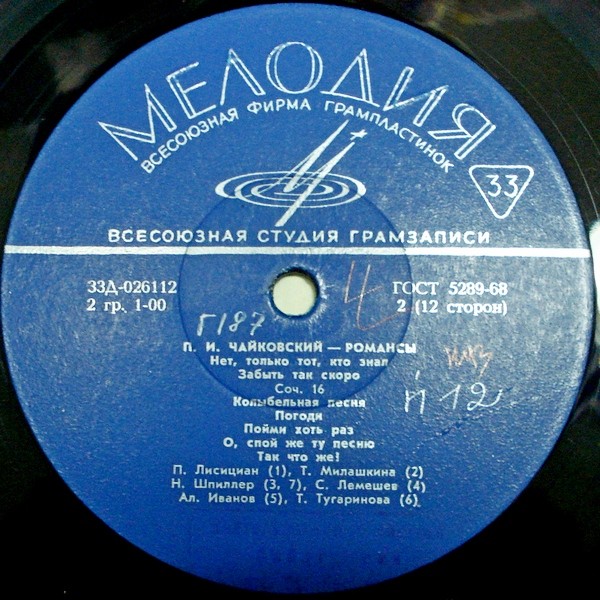 МЕЛОДИЯ
ВСЕСОЮЗНАЯ ФИРМА ГРАМПЛАСТИНОК
33
ВСЕСОЮЗНАЯ СТУДИЯ ГРАМЗАПИСИ
33Д-026112
ГОСТ 5289-68
2 гр. 1-00
2 (12 сторон)
Г187
П. И. ЧАЙКОВСКИЙ — РОМАНСЫ
Нет, только тот, кто знал
Забыть так скоро
Соч. 16
Колыбельная песня
П 12
Погоди
Пойми хоть раз
О, спой же ту песню
Так что же?
П. Лисициан (1), Т. Милашкина (2)
Н. Шпиллер (3, 7), С. Лемешев (4)
Ал. Иванов (5), Т. Тугаринова (6)